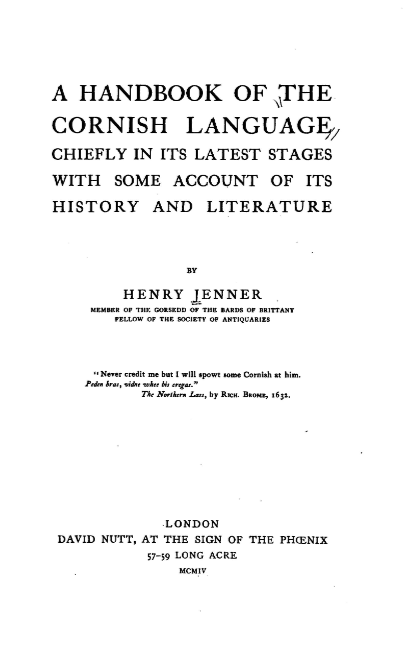 A HANDBOOK OF THE
CORNISH LANGUAGE
CHIEFLY IN ITS LATEST STAGES
WITH SOME ACCOUNT OF ITS
HISTORY AND LITERATURE
BY
HENRY JENNER
MEMBER OF THE GORSEDD OF THE BARDS OF BRITTANY
FELLOW OF THE SOCIETY OF ANTIQUARIES
"Never credit me but I will spowt some Cornish at him.
Peden bras, vidne whee bis cregas."
The Northern Lass, by RICH. BROME, 1632.
LONDON
DAVID NUTT, AT THE SIGN OF THE PHŒNIX
57–59 LONG ACRE
MCMIV